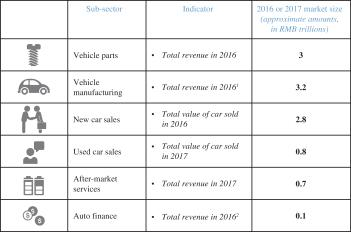 Sub-sector
Indicator
2016 or 2017 market size
(approximate amounts,
in RMB trillions)
Vehicle parts
• Total revenue in 2016
3
Vehicle
manufacturing
• Total revenue in 2016¹
3.2
New car sales
• Total value of car sold
in 2016
2.8
Used car sales
• Total value of car sold
in 2017
0.8
After-market
services
• Total revenue in 2017
0.7
Auto finance
• Total revenue in 2016²
0.1